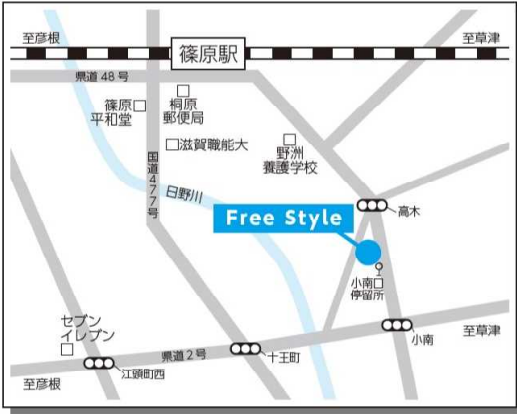 至彦根
至草津
篠原駅
県道48号
篠原
平和堂
桐原
郵便局
滋賀職能大
野洲
養護学校
国道477号
日野川
高木
Free Style
小南
停留所
セブン
イレブン
県道2号
十王町
小南
至草津
江頭町西
至彦根